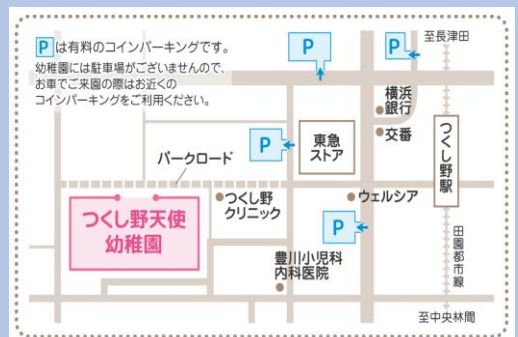 Pは有料のコインパーキングです。
幼稚園には駐車場がございませんので、
お車でご来園の際はお近くの
コインパーキングをご利用ください。
P
P
至長津田
横浜
銀行
交番
つくし野駅
P
東急
ストア
パークロード
つくし野天使
幼稚園
つくし野
クリニック
ウェルシア
P
豊川小児科
内科医院
田園都市線
至中央林間